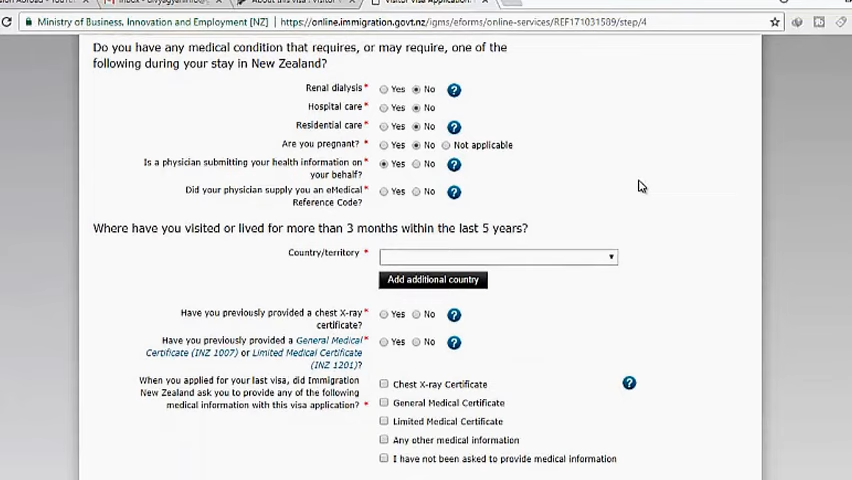 Ministry of Business, Innovation and Employment [NZ] https://online.immigration.govt.nz/igms/eforms/online-services/REF171031589/step/4
Do you have any medical condition that requires, or may require, one of the
following during your stay in New Zealand?
Renal dialysis * Yes No ?
Hospital care * Yes No
Residential care * Yes No ?
Are you pregnant? * Yes No Not applicable
Is a physician submitting your health information on * Yes No ?
your behalf?
Did your physician supply you an eMedical * Yes No ?
Reference Code?
Where have you visited or lived for more than 3 months within the last 5 years?
Country/territory *
Add additional country
Have you previously provided a chest X-ray * Yes No ?
certificate?
Have you previously provided a General Medical * Yes No ?
Certificate (INZ 1007) or Limited Medical Certificate
(INZ 1201)?
When you applied for your last visa, did Immigration
New Zealand ask you to provide any of the following
medical information with this visa application? *
Chest X-ray Certificate ?
General Medical Certificate
Limited Medical Certificate
Any other medical information
I have not been asked to provide medical information